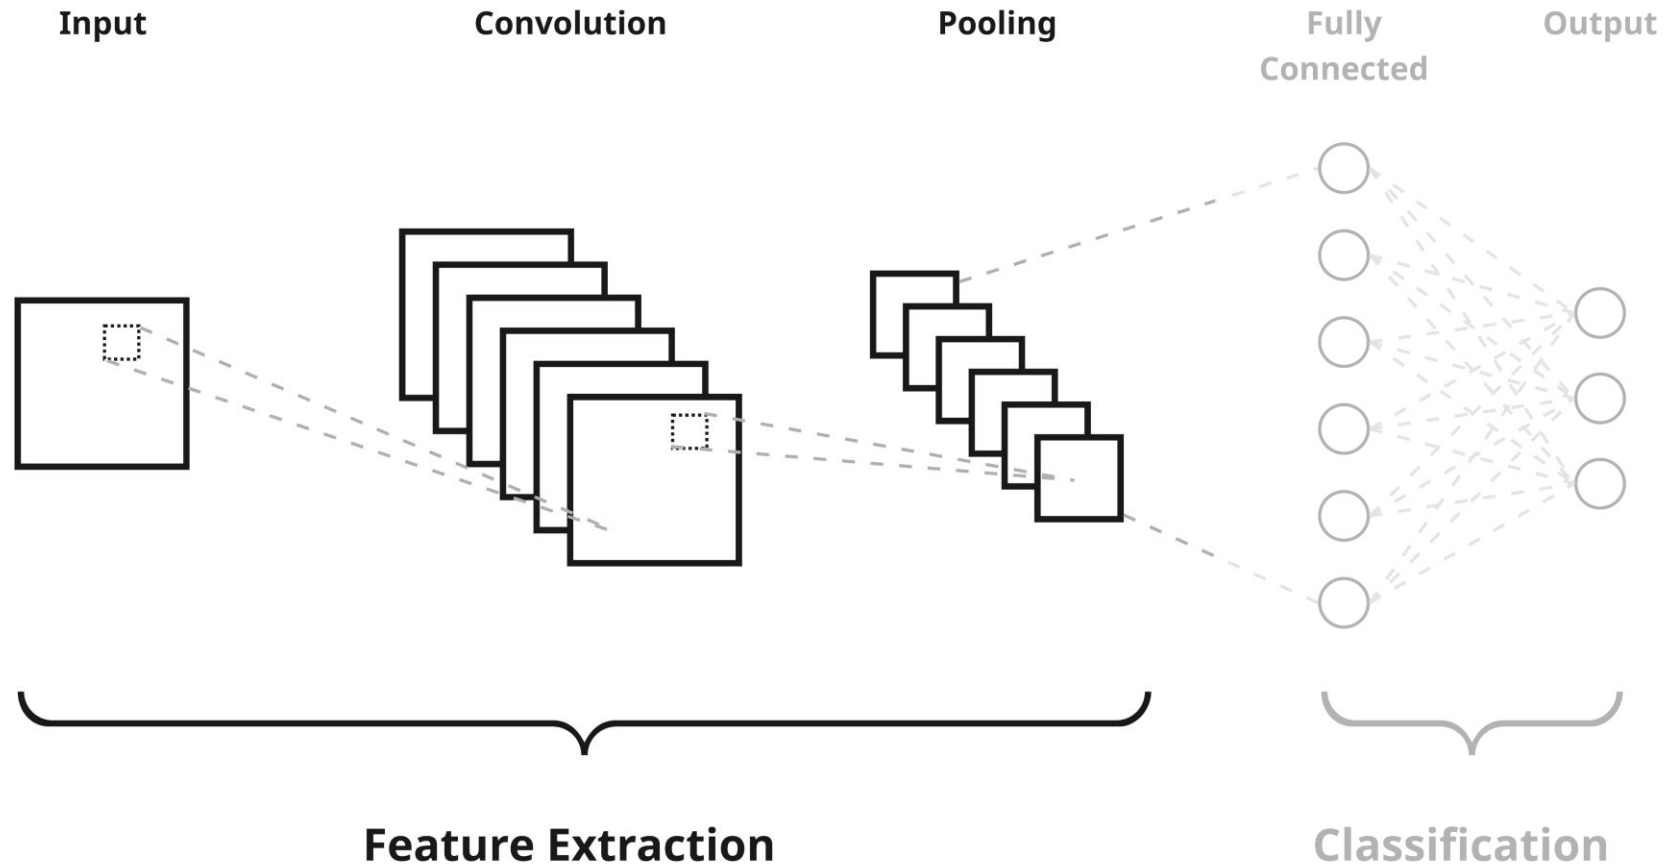 Input
Convolution
Pooling
Fully
Connected
Output
Feature Extraction
Classification